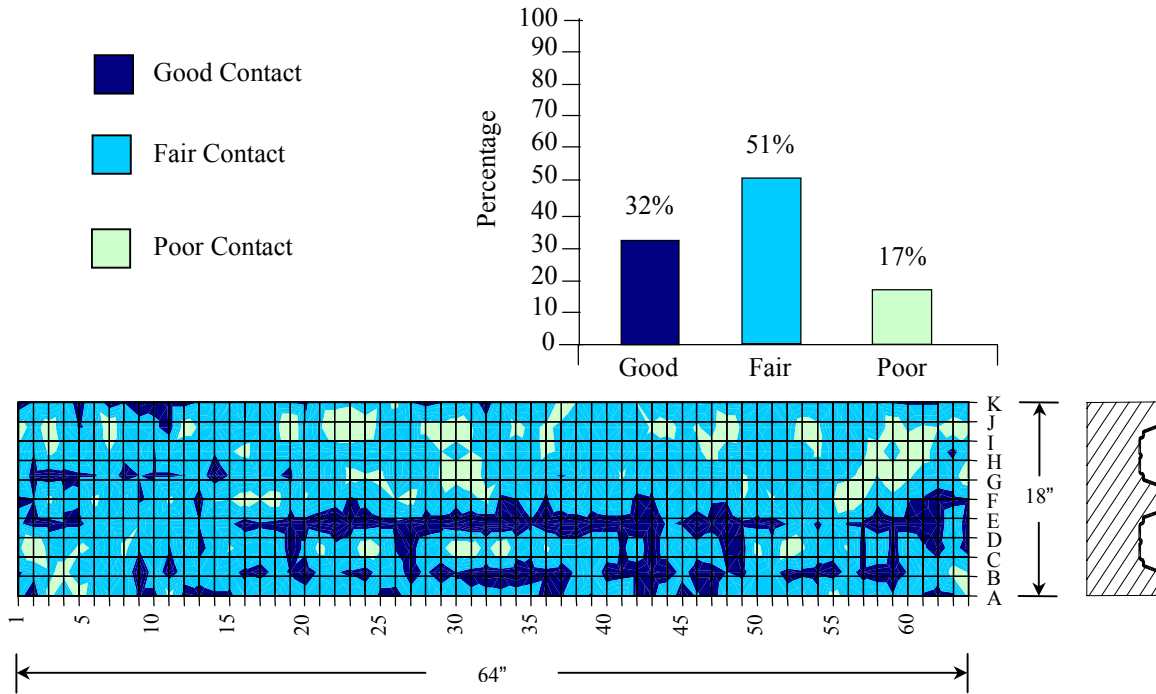 Good Contact
Fair Contact
Poor Contact
Percentage
100
90
80
70
60
50
40
30
20
10
0
32%
51%
17%
Good Fair Poor
K
J
I
H
G
F
E
D
C
B
A
18”
1 5 10 15 20 25 30 35 40 45 50 55 60
64”